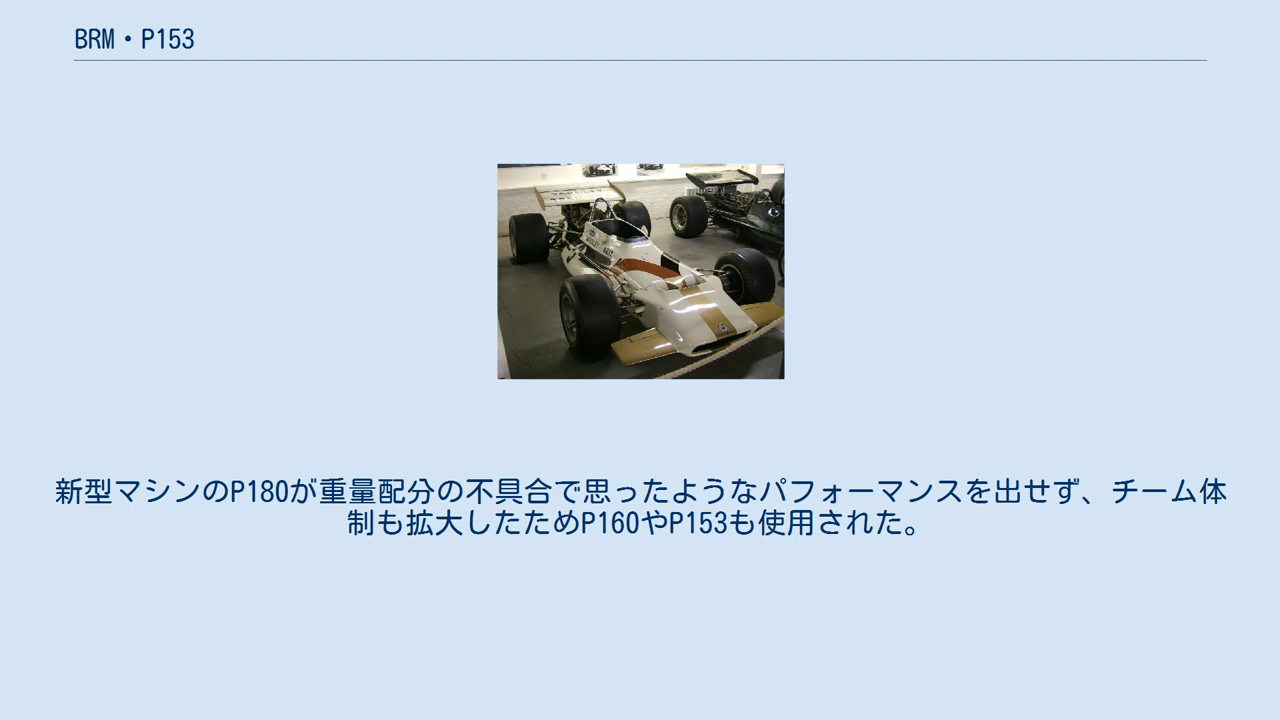 BRM・P153
新型マシンのP180が重量配分の不具合で思ったようなパフォーマンスを出せず、チーム体
制も拡大したためP160やP153も使用された。